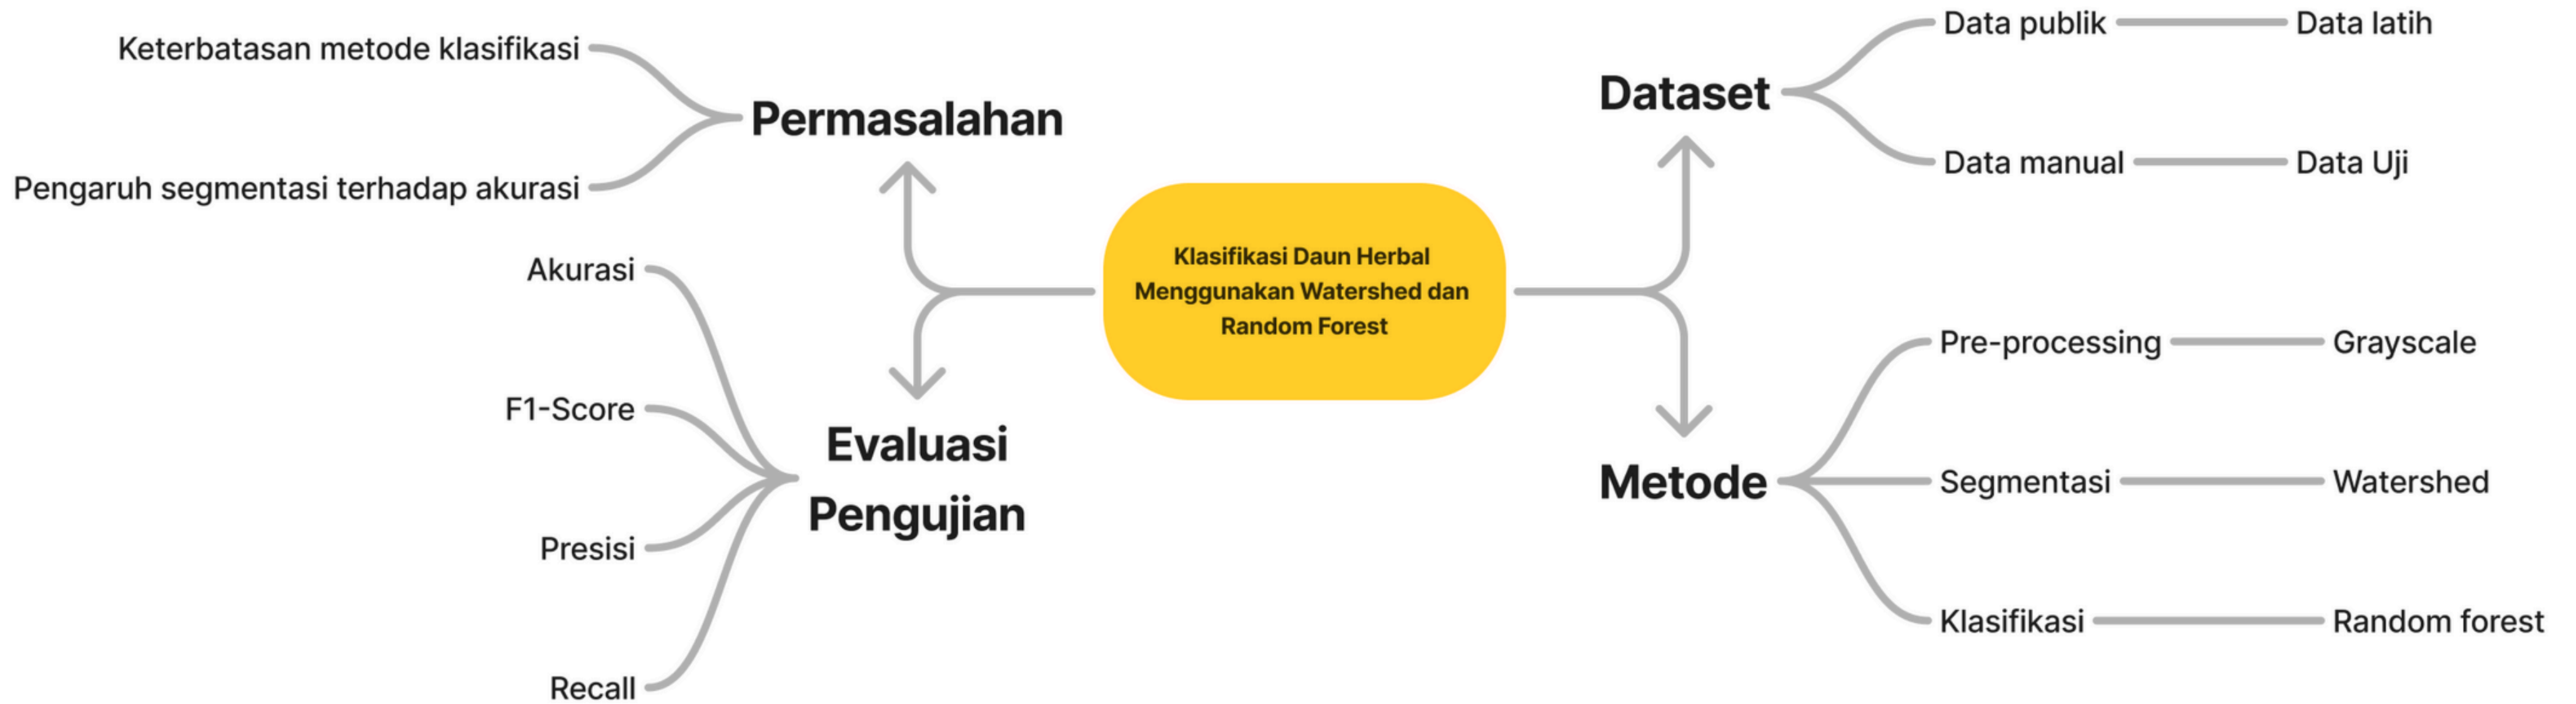 Keterbatasan metode klasifikasi
Pengaruh segmentasi terhadap akurasi
Permasalahan
Akurasi
F1-Score
Presisi
Recall
Evaluasi
Pengujian
Klasifikasi Daun Herbal
Menggunakan Watershed dan
Random Forest
Dataset
Data publik
Data latih
Data manual
Data Uji
Metode
Pre-processing
Grayscale
Segmentasi
Watershed
Klasifikasi
Random forest